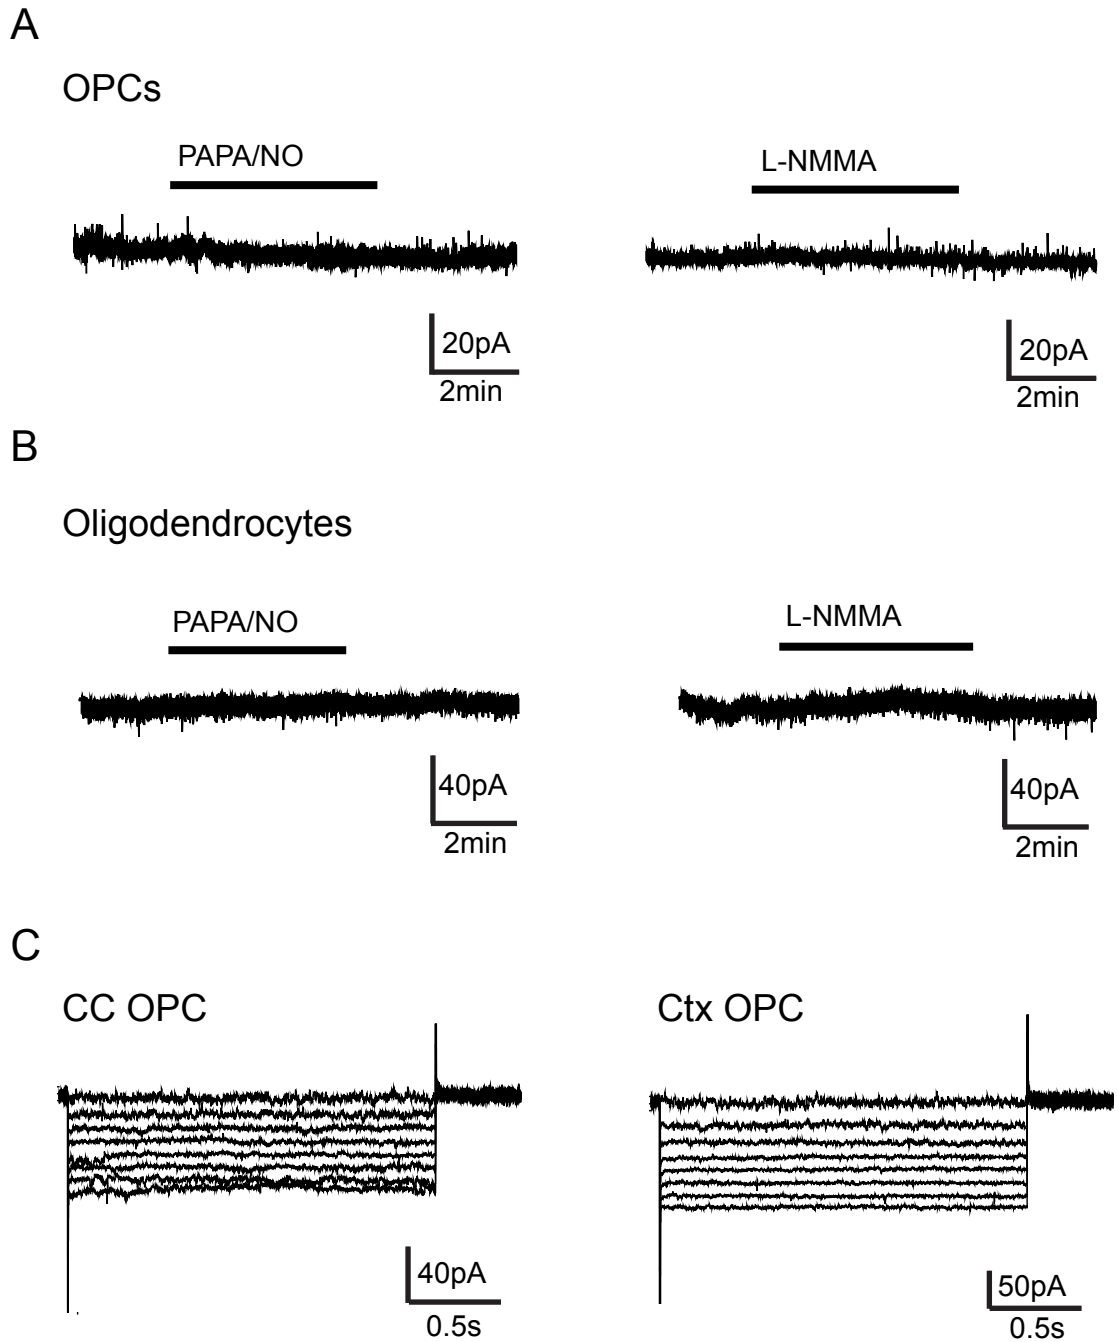 A
OPCs
PAPA/NO
L-NMMA
20pA
2min
20pA
2min
B
Oligodendrocytes
PAPA/NO
L-NMMA
40pA
2min
40pA
2min
C
CC OPC
Ctx OPC
40pA
0.5s
50pA
0.5s